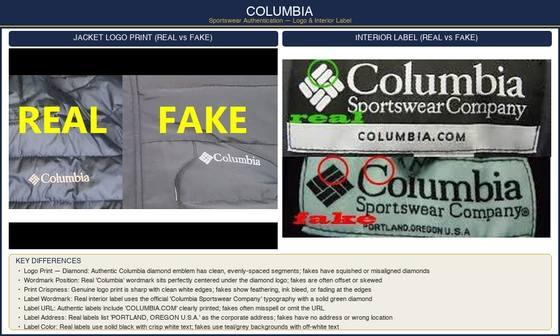 COLUMBIA
Sportswear Authentication — Logo & Interior Label
JACKET LOGO PRINT (REAL vs FAKE)
INTERIOR LABEL (REAL vs FAKE)
REAL
FAKE
Columbia
Columbia
Columbia
Sportswear Company
real
COLUMBIA.COM
Columbia
Sportswear Company®
fake
PORTLAND, OREGON U.S.A
KEY DIFFERENCES
• Logo Print — Diamond: Authentic Columbia diamond emblem has clean, evenly-spaced segments; fakes have squished or misaligned diamonds
• Wordmark Position: Real 'Columbia' wordmark sits perfectly centered under the diamond logo; fakes are often offset or skewed
• Print Crispness: Genuine logo print is sharp with clean white edges; fakes show feathering, ink bleed, or fading at the edges
• Label Wordmark: Real interior label uses the official 'Columbia Sportswear Company' typography with a solid green diamond
• Label URL: Authentic labels include 'COLUMBIA.COM' clearly printed; fakes often misspell or omit the URL
• Label Address: Real labels list 'PORTLAND, OREGON U.S.A.' as the corporate address; fakes have no address or wrong location
• Label Color: Real labels use solid black with crisp white text; fakes use teal/grey backgrounds with off-white text